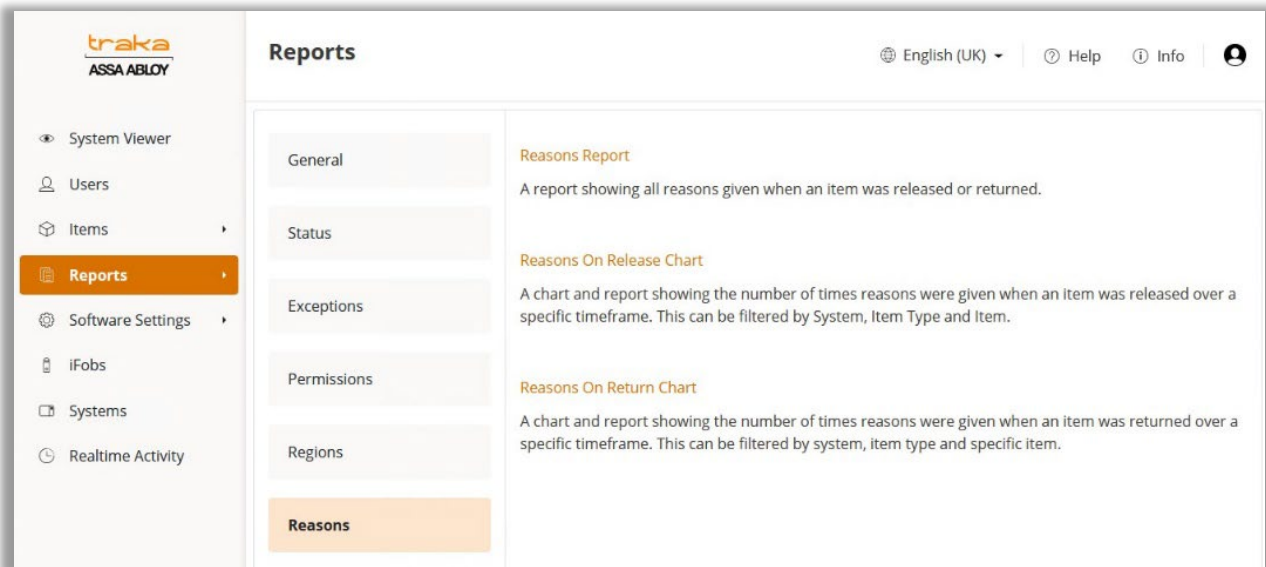 traka
ASSA ABLOY
Reports
English (UK)
Help
Info
System Viewer
Users
Items
Reports
Software Settings
iFobs
Systems
Realtime Activity
General
Status
Exceptions
Permissions
Regions
Reasons
Reasons Report
A report showing all reasons given when an item was released or returned.
Reasons On Release Chart
A chart and report showing the number of times reasons were given when an item was released over a
specific timeframe. This can be filtered by System, Item Type and Item.
Reasons On Return Chart
A chart and report showing the number of times reasons were given when an item was returned over a
specific timeframe. This can be filtered by system, item type and specific item.